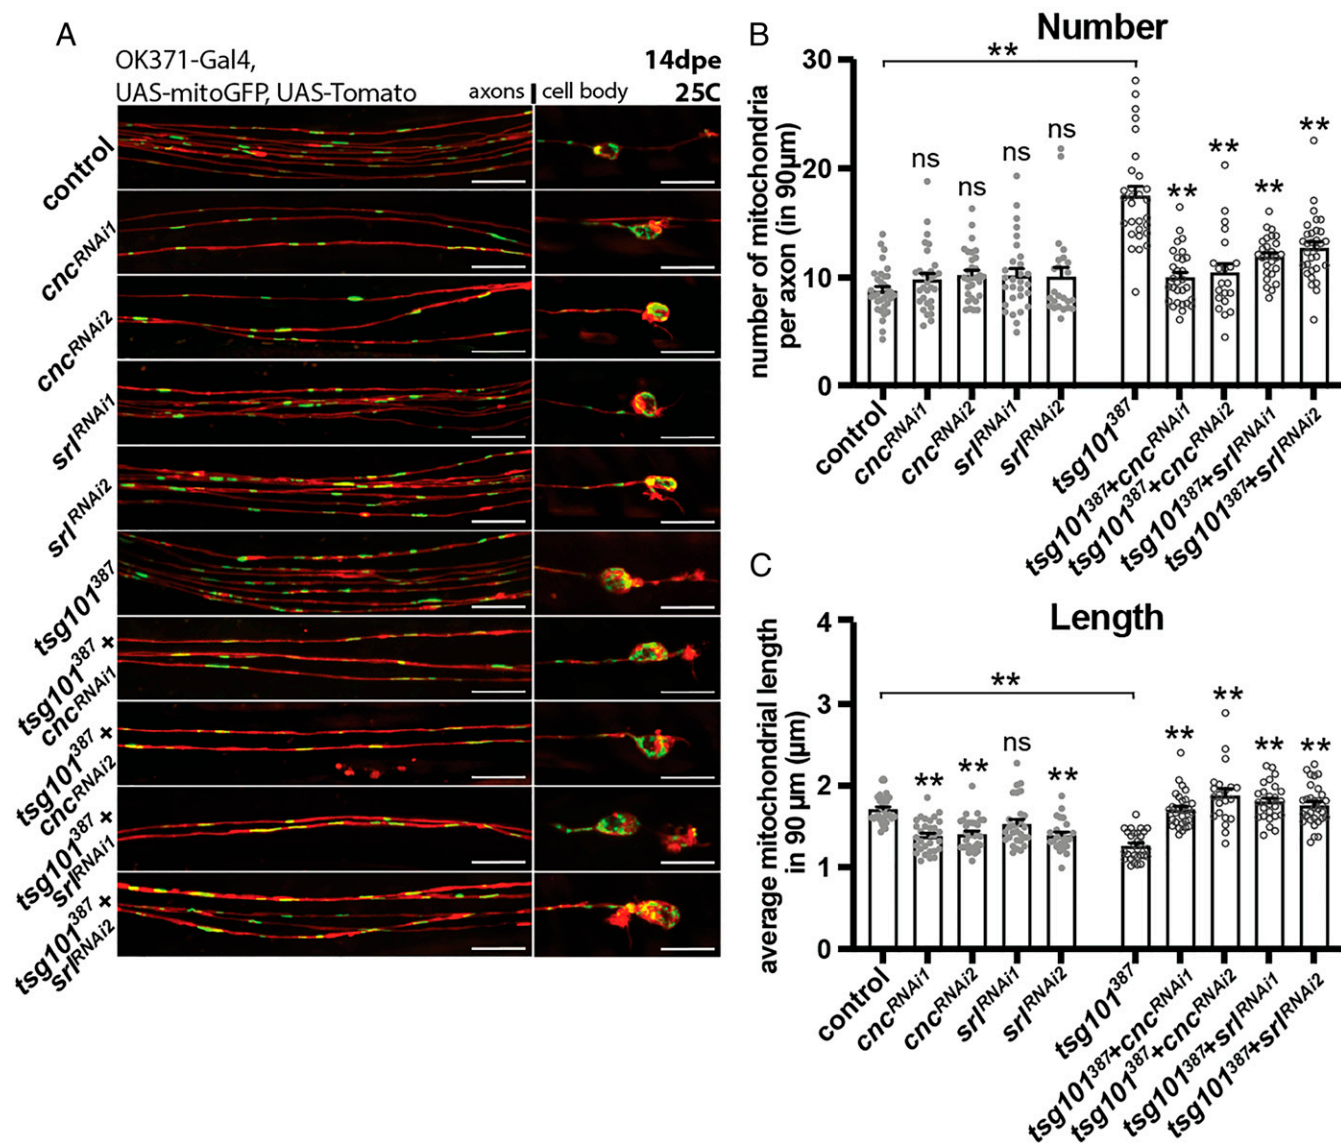 A
OK371-Gal4,
UAS-mitoGFP, UAS-Tomato
axons
cell body
14dpe
25C
control
cncRNAi1
cncRNAi2
srlRNAi1
srlRNAi2
tsg101387
tsg101387 +
cncRNAi1
tsg101387 +
cncRNAi2
tsg101387 +
srlRNAi1
tsg101387 +
srlRNAi2
B
Number
number of mitochondria
per axon (in 90µm)
30
20
10
0
**
ns
ns
ns
ns
**
**
**
**
control
cncRNAi1
cncRNAi2
srlRNAi1
srlRNAi2
tsg101387
tsg101387+cncRNAi1
tsg101387+cncRNAi2
tsg101387+srlRNAi1
tsg101387+srlRNAi2
C
Length
average mitochondrial length
in 90 µm (µm)
4
3
2
1
0
**
**
**
ns
**
**
**
**
**
control
cncRNAi1
cncRNAi2
srlRNAi1
srlRNAi2
tsg101387
tsg101387+cncRNAi1
tsg101387+cncRNAi2
tsg101387+srlRNAi1
tsg101387+srlRNAi2